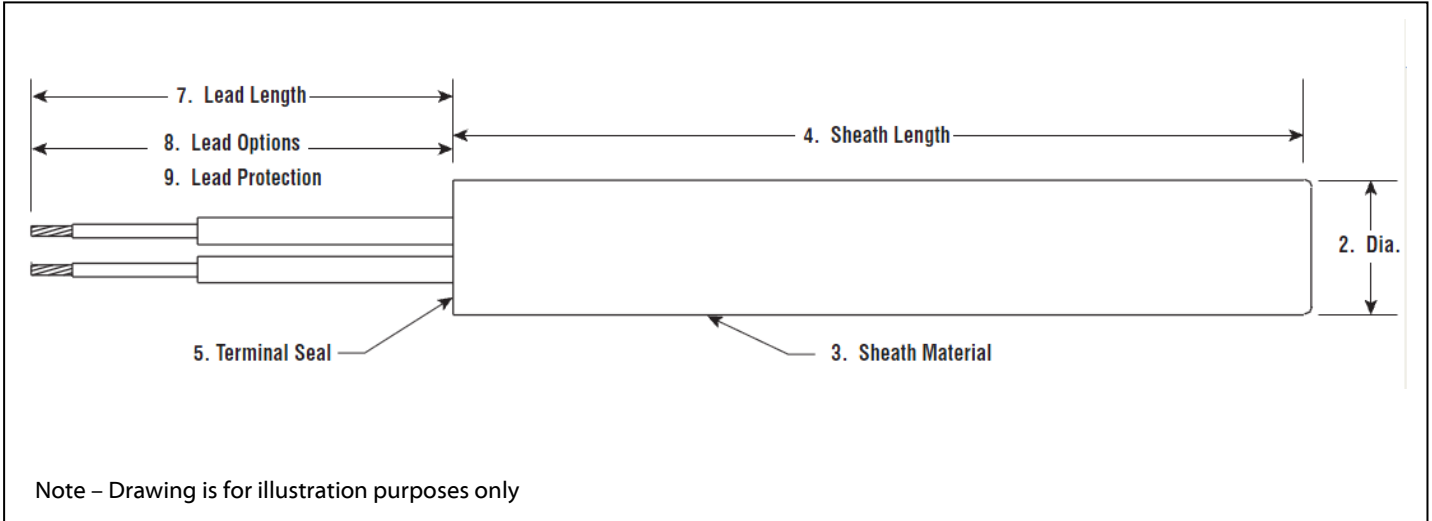 7. Lead Length
8. Lead Options
4. Sheath Length
9. Lead Protection
2. Dia.
5. Terminal Seal
3. Sheath Material
Note – Drawing is for illustration purposes only